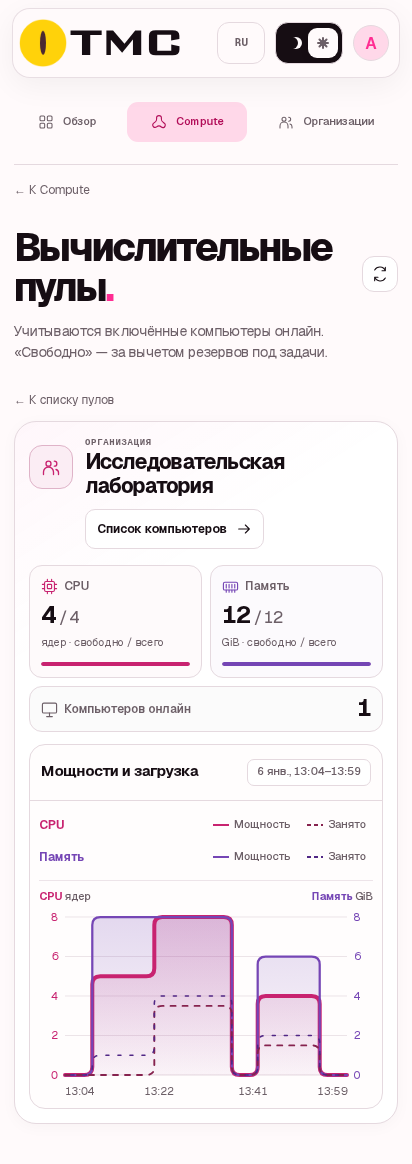 TMC
RU
A
Обзор
Compute
Организации
← К Compute
Вычислительные
пулы.
Учитываются включённые компьютеры онлайн.
«Свободно» — за вычетом резервов под задачи.
← К списку пулов
ОРГАНИЗАЦИЯ
Исследовательская
лаборатория
Список компьютеров →
CPU
4 / 4
ядер · свободно / всего
Память
12 / 12
GiB · свободно / всего
Компьютеров онлайн 1
Мощности и загрузка
6 янв., 13:04–13:59
CPU Мощность Занято
Память Мощность Занято
CPU ядер Память GiB
8 8
6 6
4 4
2 2
0 0
13:04 13:22 13:41 13:59